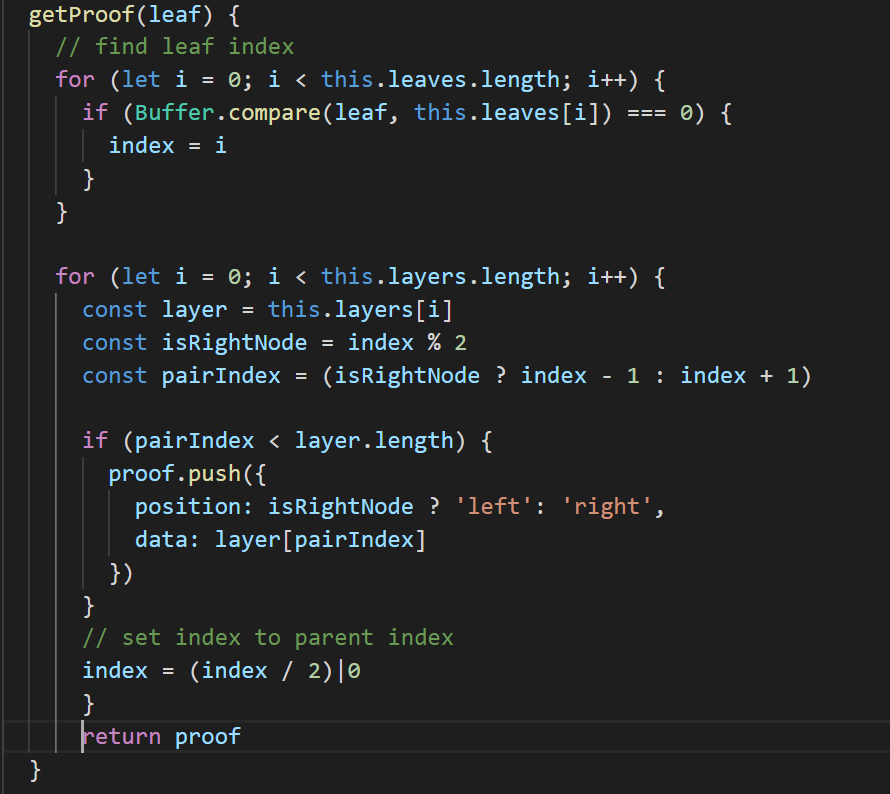 getProof(leaf) {
// find leaf index
for (let i = 0; i < this.leaves.length; i++) {
if (Buffer.compare(leaf, this.leaves[i]) === 0) {
index = i
}
}
for (let i = 0; i < this.layers.length; i++) {
const layer = this.layers[i]
const isRightNode = index % 2
const pairIndex = (isRightNode ? index - 1 : index + 1)
if (pairIndex < layer.length) {
proof.push({
position: isRightNode ? 'left': 'right',
data: layer[pairIndex]
})
}
// set index to parent index
index = (index / 2)|0
}
return proof
}